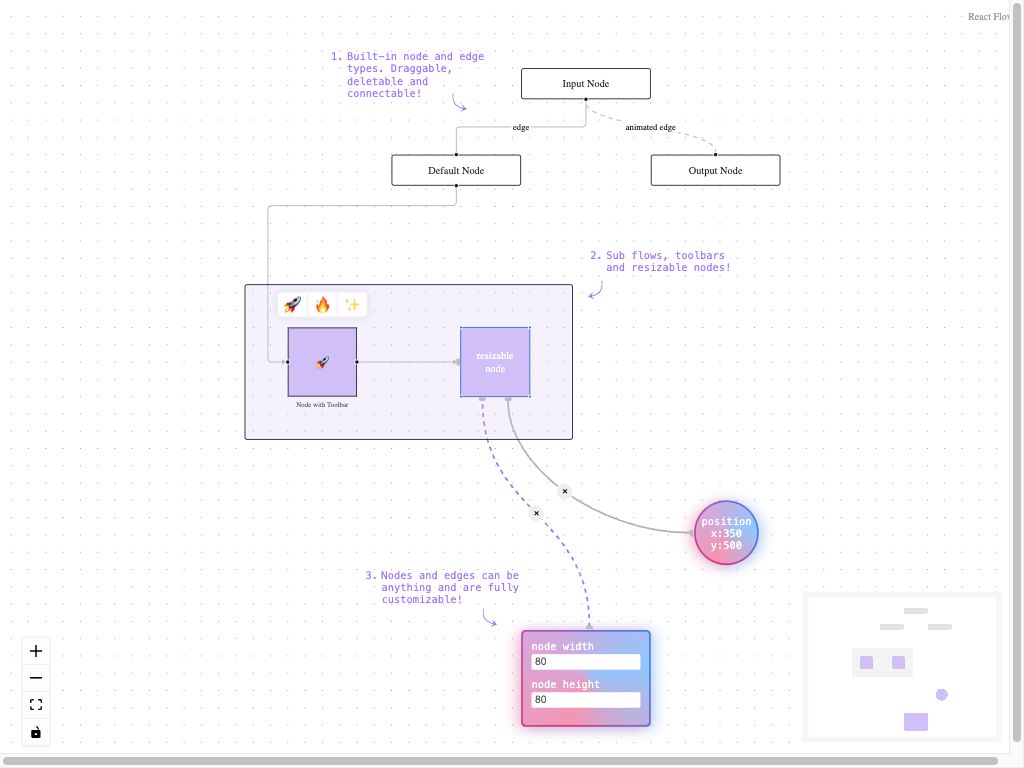 React Flow
1. Built-in node and edge
types. Draggable,
deletable and
connectable!
Input Node
edge
animated edge
Default Node
Output Node
2. Sub flows, toolbars
and resizable nodes!
resizable
node
Node with Toolbar
×
×
position
x:350
y:500
3. Nodes and edges can be
anything and are fully
customizable!
node width
80
node height
80